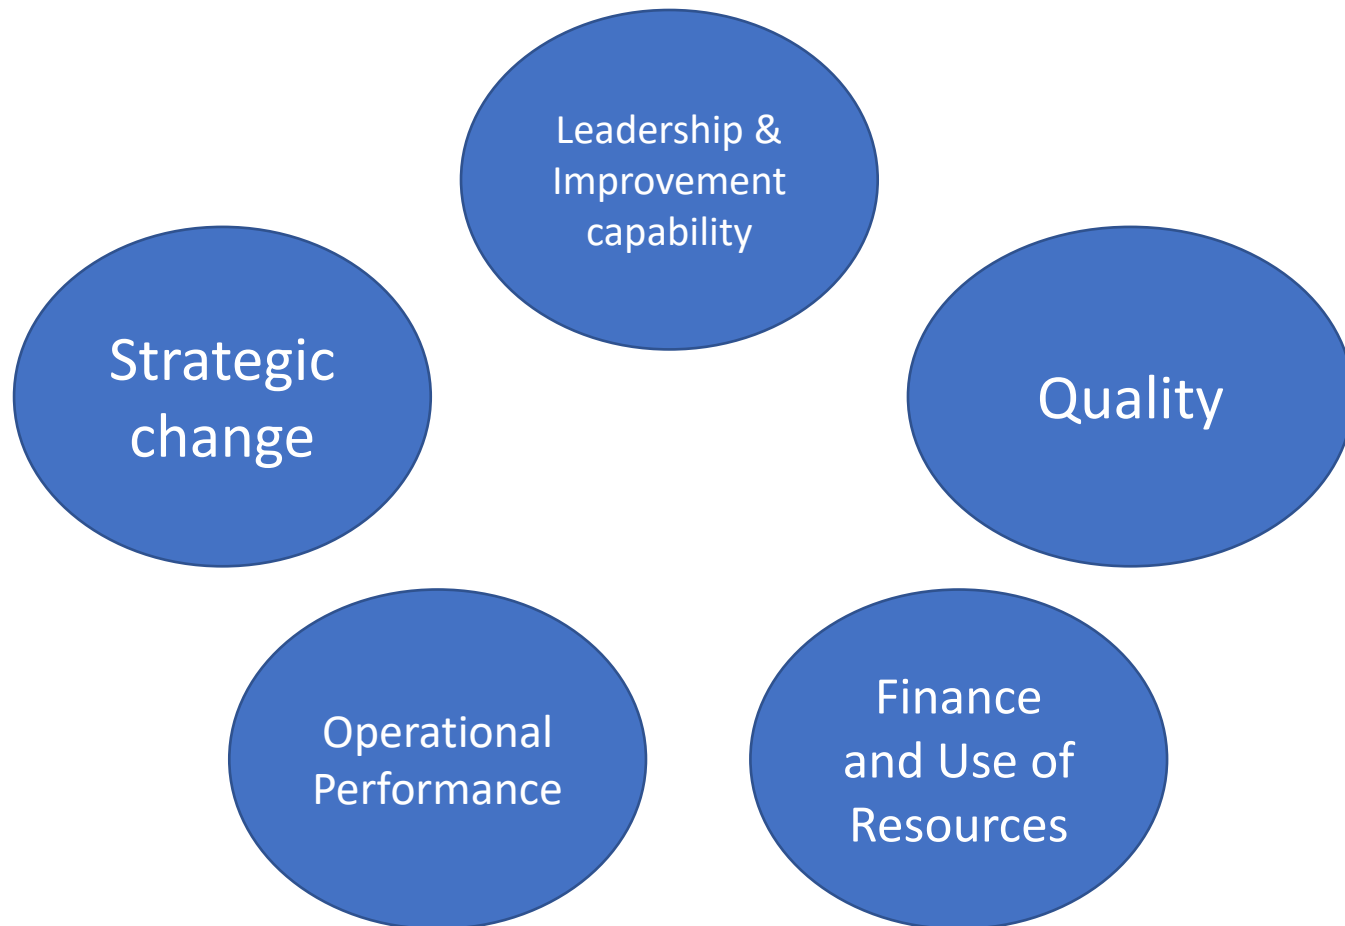 Leadership &
Improvement
capability
Strategic
change
Quality
Operational
Performance
Finance
and Use of
Resources